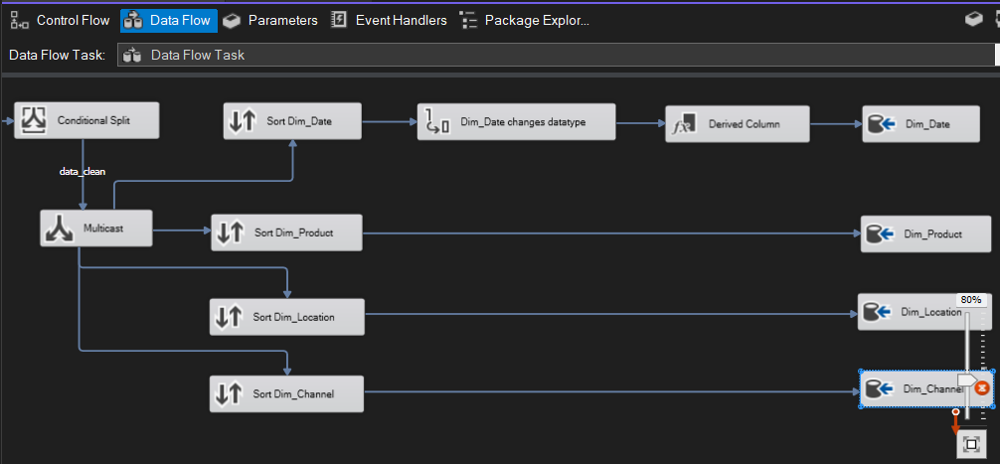 Control Flow Data Flow Parameters Event Handlers Package Explor...
Data Flow Task: Data Flow Task
Conditional Split
Sort Dim_Date
Dim_Date changes datatype
Derived Column
Dim_Date
data_clean
Multicast
Sort Dim_Product
Dim_Product
Sort Dim_Location
Dim_Location
80%
Sort Dim_Channel
Dim_Channel